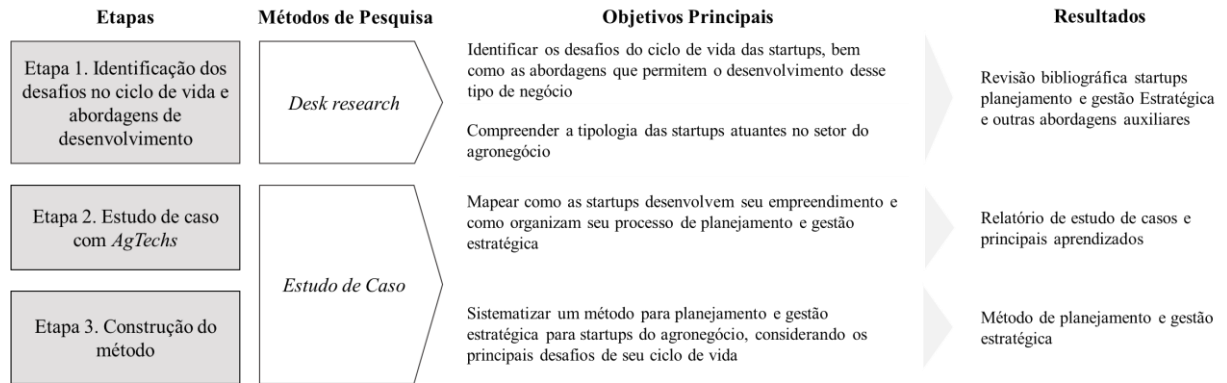 Etapas
Métodos de Pesquisa
Objetivos Principais
Resultados
Etapa 1. Identificação dos
desafios no ciclo de vida e
abordagens de
desenvolvimento
Desk research
Identificar os desafios do ciclo de vida das startups, bem
como as abordagens que permitem o desenvolvimento desse
tipo de negócio
Compreender a tipologia das startups atuantes no setor do
agronegócio
Revisão bibliográfica startups
planejamento e gestão Estratégica
e outras abordagens auxiliares
Etapa 2. Estudo de caso
com AgTechs
Estudo de Caso
Mapear como as startups desenvolvem seu empreendimento e
como organizam seu processo de planejamento e gestão
estratégica
Relatório de estudo de casos e
principais aprendizados
Etapa 3. Construção do
método
Sistematizar um método para planejamento e gestão
estratégica para startups do agronegócio, considerando os
principais desafios de seu ciclo de vida
Método de planejamento e gestão
estratégica